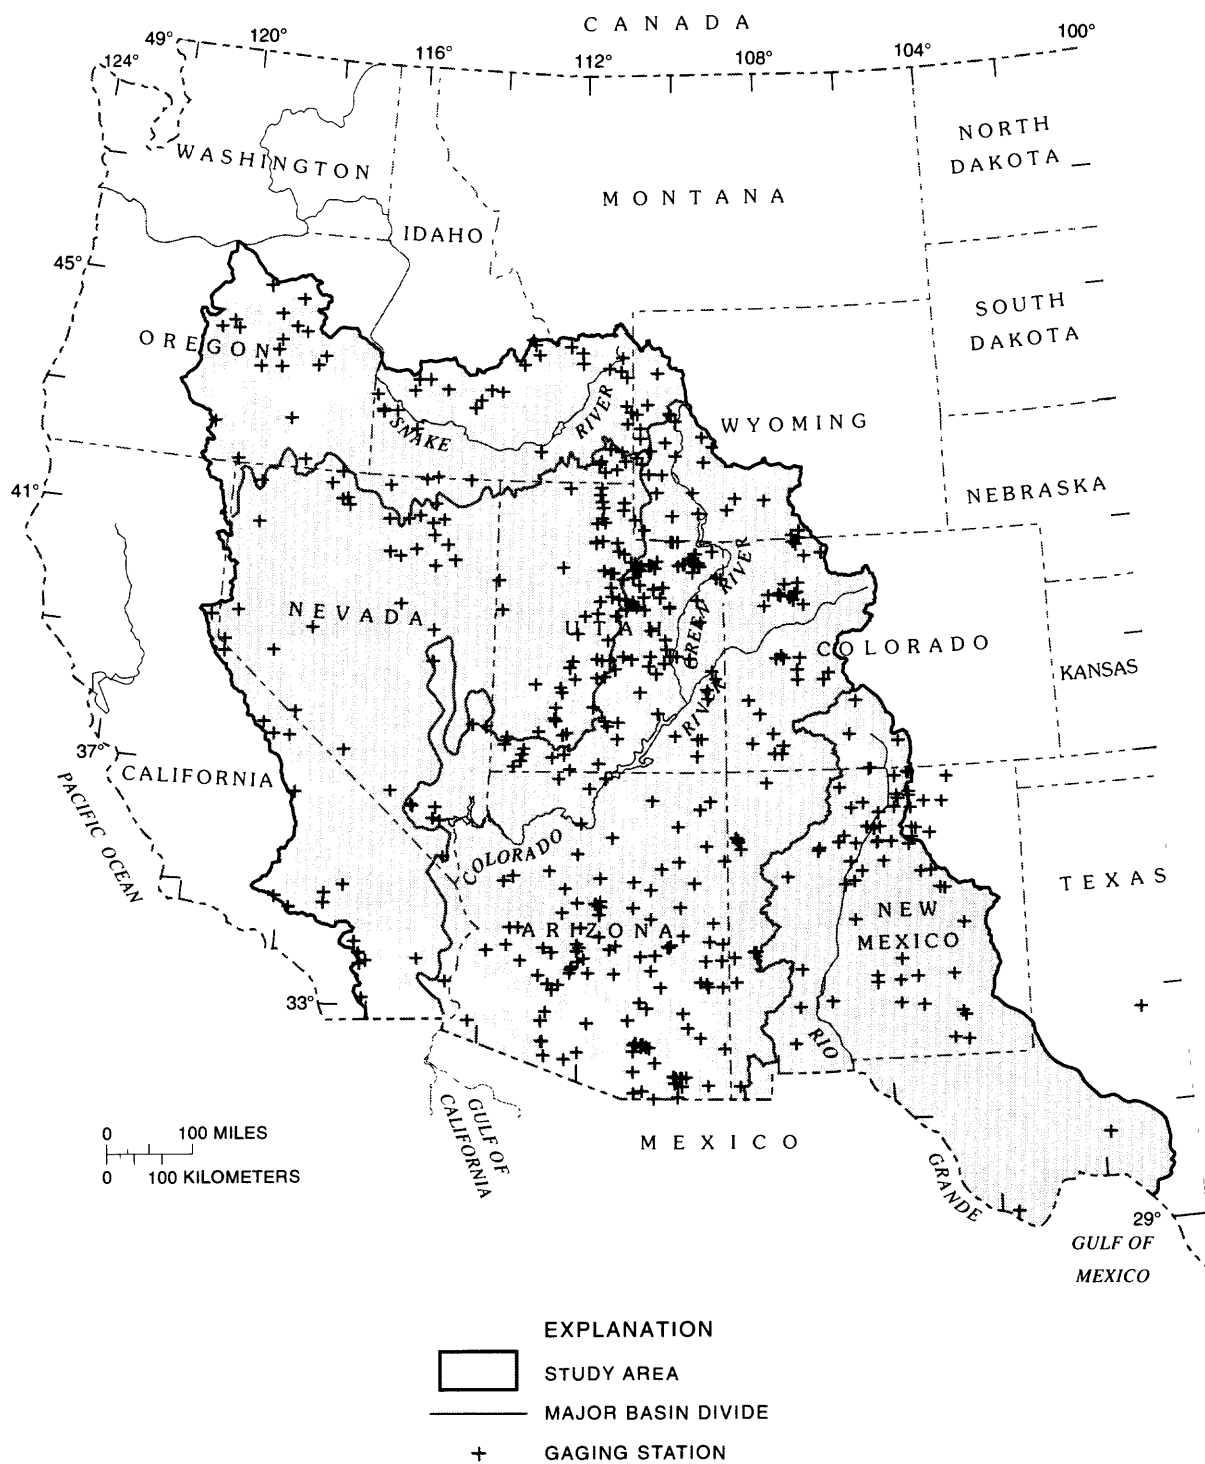 CANADA
49°
124°
120°
116°
112°
108°
104°
100°
WASHINGTON
NORTH
DAKOTA
MONTANA
IDAHO
45°
SOUTH
DAKOTA
OREGON
WYOMING
SNAKE
RIVER
41°
NEBRASKA
NEVADA
UTAH
GREEN RIVER
COLORADO
KANSAS
37°
CALIFORNIA
PACIFIC OCEAN
COLORADO
RIVER
TEXAS
NEW
MEXICO
ARIZONA
33°
RIO
GULF OF
CALIFORNIA
MEXICO
GRANDE
29°
GULF OF
MEXICO
0 100 MILES
0 100 KILOMETERS
EXPLANATION
STUDY AREA
MAJOR BASIN DIVIDE
GAGING STATION